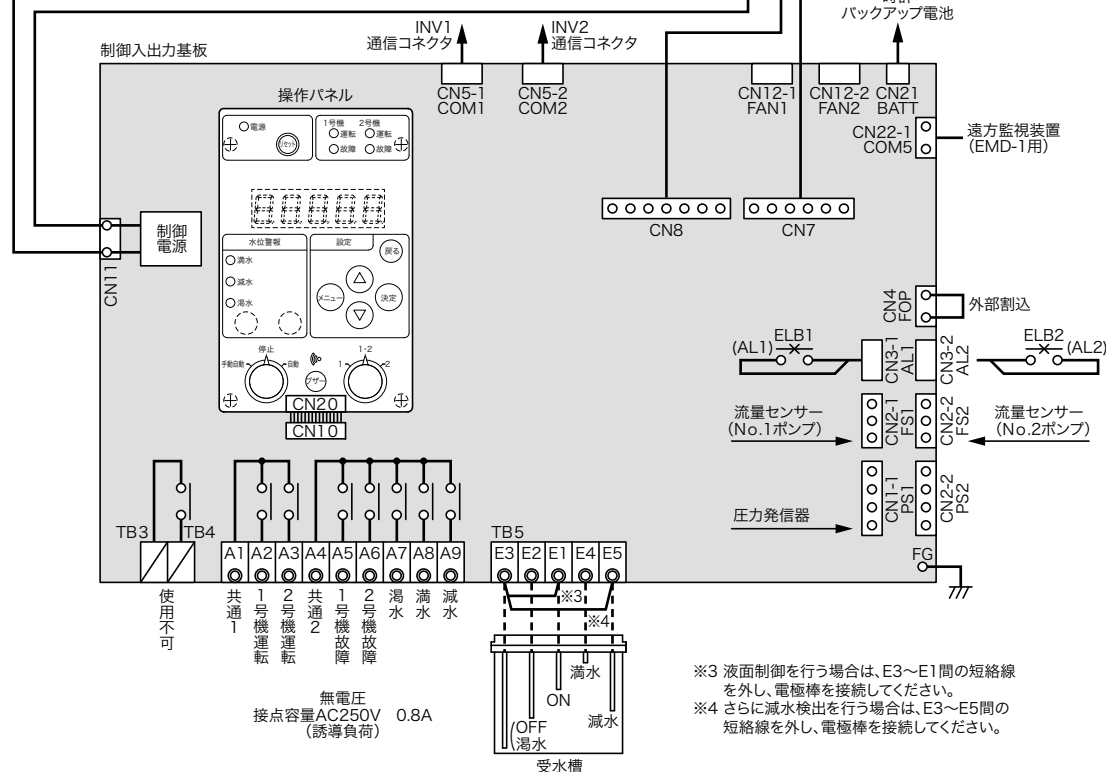 時計
バックアップ電池
INV1
通信コネクタ
INV2
通信コネクタ
制御入出力基板
CN5-1
COM1
CN5-2
COM2
CN12-1
FAN1
CN12-2
FAN2
CN21
BATT
CN22-1
COM5
遠方監視装置
(EMD-1用)
操作パネル
電源
リセット
1号機
2号機
運転
運転
故障
故障
CN8
CN7
制御
電源
CN11
水位警報
満水
減水
渇水
設定
戻る
メニュー
決定
停止
手動自動
自動
ブザー
1・2
1
2
CN20
CN10
CN4
FOP
外部割込
ELB1
(AL1)
CN3-1
AL1
CN3-2
AL2
ELB2
(AL2)
流量センサー
(No.1ポンプ)
CN2-1
FS1
CN2-2
FS2
流量センサー
(No.2ポンプ)
圧力発信器
CN1-1
PS1
CN2-2
PS2
FG
TB3
TB4
A1
A2
A3
A4
A5
A6
A7
A8
A9
TB5
E3
E2
E1
E4
E5
使用不可
共通1
1号機運転
2号機運転
共通2
1号機故障
2号機故障
渇水
満水
減水
※3
※4
無電圧
接点容量AC250V 0.8A
(誘導負荷)
満水
ON
減水
(OFF
(渇水
受水槽
※3 液面制御を行う場合は、E3～E1間の短絡線
を外し、電極棒を接続してください。
※4 さらに減水検出を行う場合は、E3～E5間の
短絡線を外し、電極棒を接続してください。